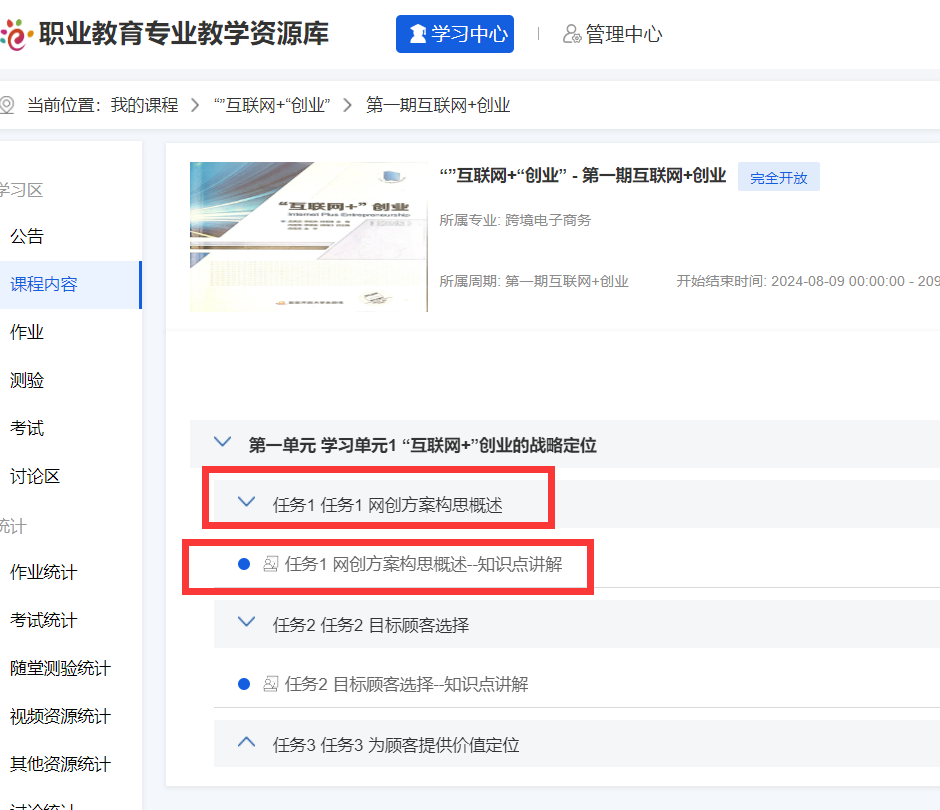 职业教育专业教学资源库
学习中心
管理中心
当前位置：我的课程 > “”互联网+“创业” > 第一期互联网+创业
学习区
公告
课程内容
作业
测验
考试
讨论区
统计
作业统计
考试统计
随堂测验统计
视频资源统计
其他资源统计
讨论统计
“互联网+”创业
Internet Plus Entrepreneurship
“”互联网+“创业” - 第一期互联网+创业
完全开放
所属专业: 跨境电子商务
所属周期: 第一期互联网+创业
开始结束时间: 2024-08-09 00:00:00 - 209
第一单元 学习单元1 “互联网+”创业的战略定位
任务1 任务1 网创方案构思概述
任务1 网创方案构思概述--知识点讲解
任务2 任务2 目标顾客选择
任务2 目标顾客选择--知识点讲解
任务3 任务3 为顾客提供价值定位